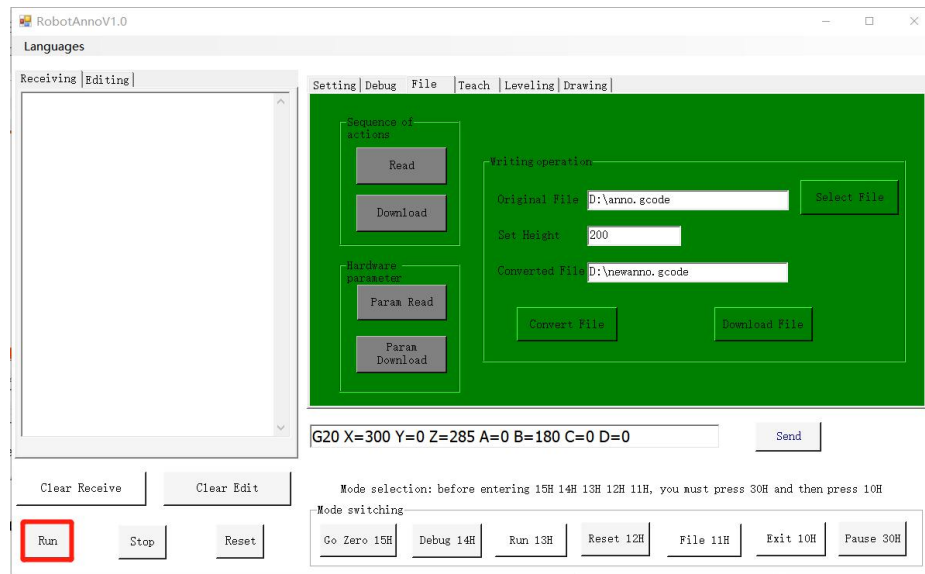 RobotAnnoV1.0
Languages
Receiving Editing
Setting Debug File Teach Leveling Drawing
Sequence of
actions
Read
Download
Hardware
parameter
Param Read
Param
Download
Writing operation
Original File D:\anno.gcode Select File
Set Height 200
Converted File D:\newanno.gcode
Convert File Download File
G20 X=300 Y=0 Z=285 A=0 B=180 C=0 D=0 Send
Clear Receive Clear Edit
Run Stop Reset
Mode selection: before entering 15H 14H 13H 12H 11H, you must press 30H and then press 10H
Mode switching
Go Zero 15H Debug 14H Run 13H Reset 12H File 11H Exit 10H Pause 30H